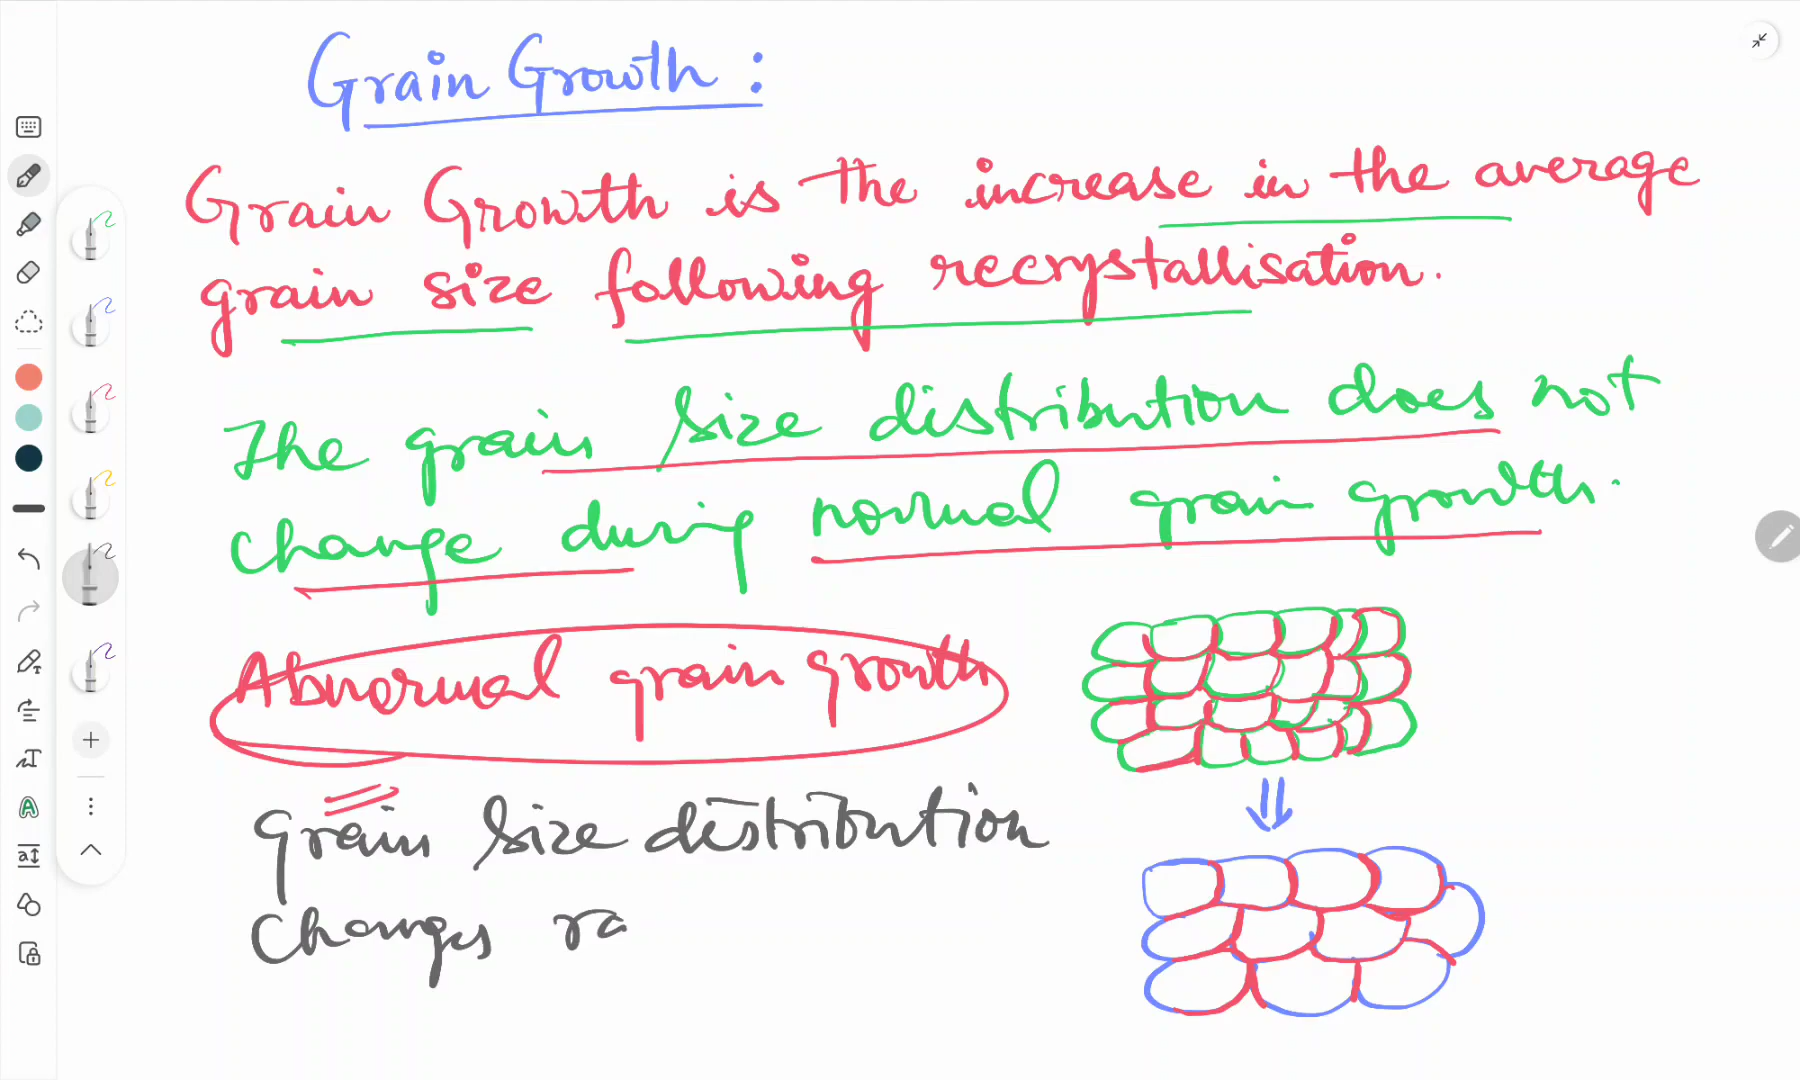 Grain Growth :
Grain Growth is the increase in the average
grain size following recrystallisation.
The grain size distribution does not
change during normal grain growth.
Abnormal grain growth
grain size distribution
changes ra